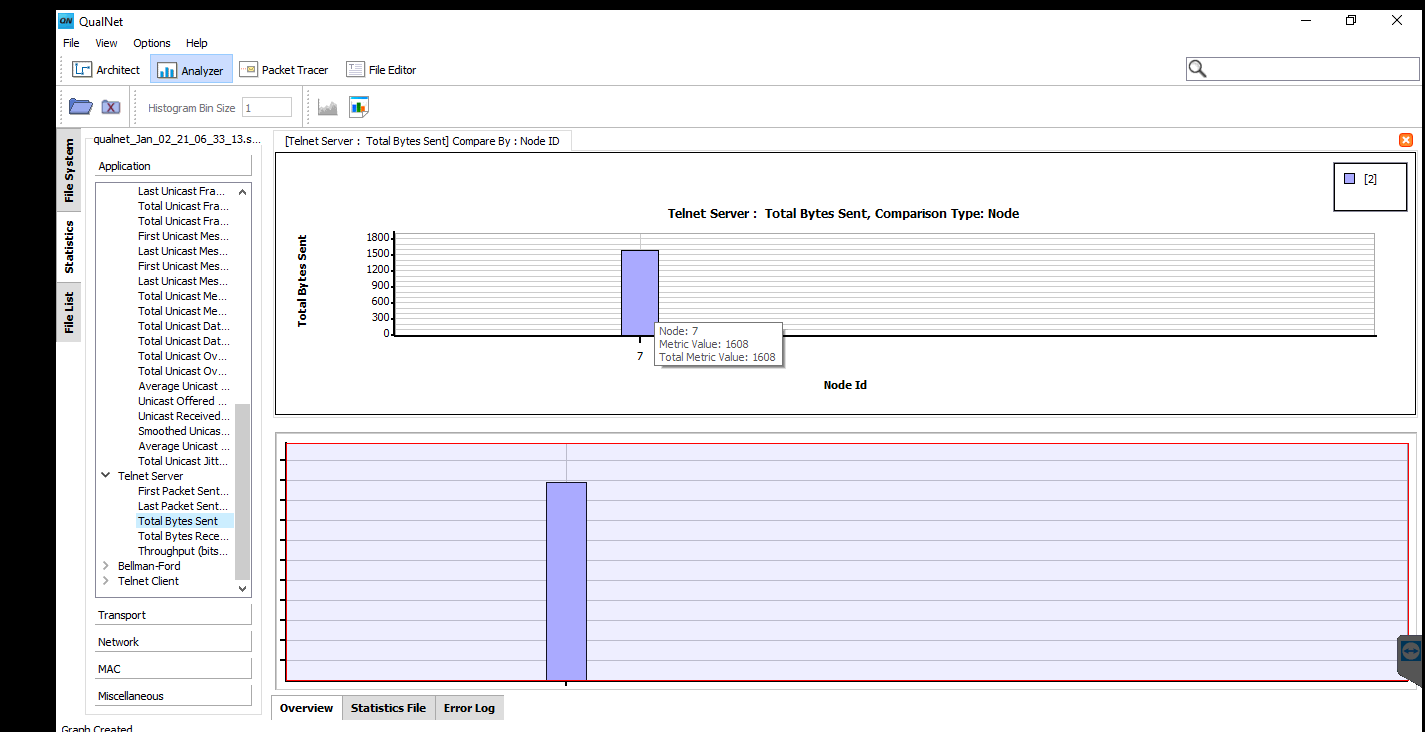 QN QualNet
File View Options Help
Architect Analyzer Packet Tracer File Editor
Histogram Bin Size 1
File System
Statistics
File List
qualnet_Jan_02_21_06_33_13.s...
Application
Last Unicast Fra...
Total Unicast Fra...
Total Unicast Fra...
First Unicast Mes...
Last Unicast Mes...
First Unicast Mes...
Last Unicast Mes...
Total Unicast Me...
Total Unicast Me...
Total Unicast Dat...
Total Unicast Dat...
Total Unicast Ov...
Total Unicast Ov...
Average Unicast ...
Unicast Offered ...
Unicast Received...
Smoothed Unicas...
Average Unicast ...
Total Unicast Jitt...
Telnet Server
First Packet Sent...
Last Packet Sent...
Total Bytes Sent
Total Bytes Rece...
Throughput (bits...
Bellman-Ford
Telnet Client
Transport
Network
MAC
Miscellaneous
[Telnet Server : Total Bytes Sent] Compare By : Node ID
[2]
Telnet Server : Total Bytes Sent, Comparison Type: Node
Total Bytes Sent
1800
1500
1200
900
600
300
0
7
Node: 7
Metric Value: 1608
Total Metric Value: 1608
Node Id
Overview Statistics File Error Log
Graph Created